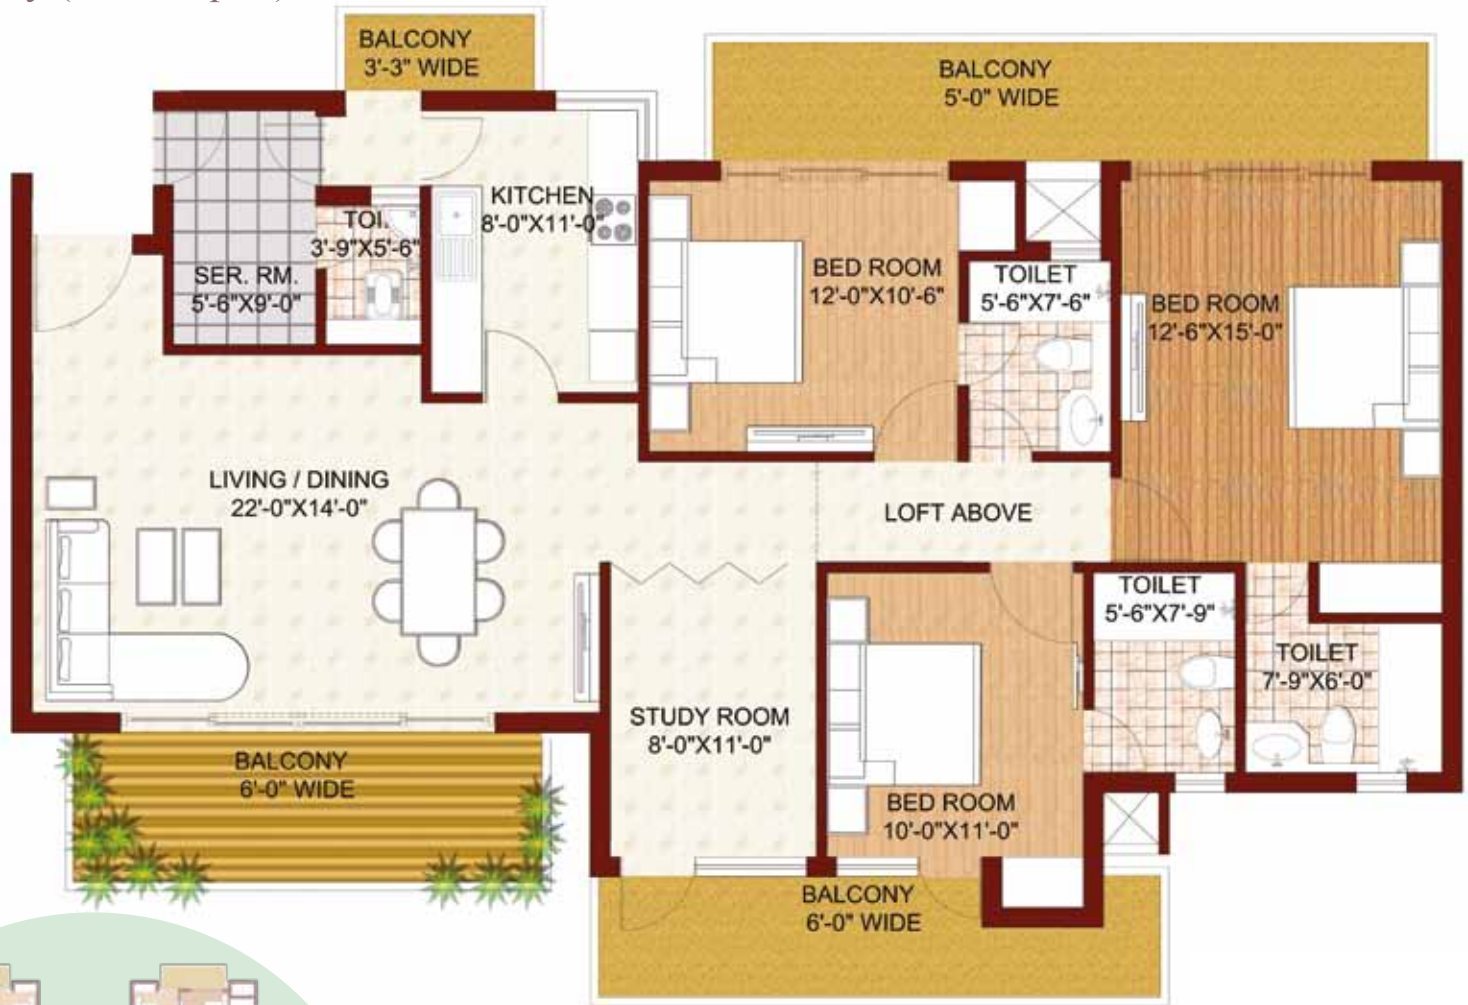 BALCONY
3'-3" WIDE
BALCONY
5'-0" WIDE
KITCHEN
8'-0"X11'-0"
TOI.
3'-9"X5'-6"
SER. RM.
5'-6"X9'-0"
BED ROOM
12'-0"X10'-6"
TOILET
5'-6"X7'-6"
BED ROOM
12'-6"X15'-0"
LIVING / DINING
22'-0"X14'-0"
LOFT ABOVE
TOILET
5'-6"X7'-9"
TOILET
7'-9"X6'-0"
STUDY ROOM
8'-0"X11'-0"
BALCONY
6'-0" WIDE
BED ROOM
10'-0"X11'-0"
BALCONY
6'-0" WIDE